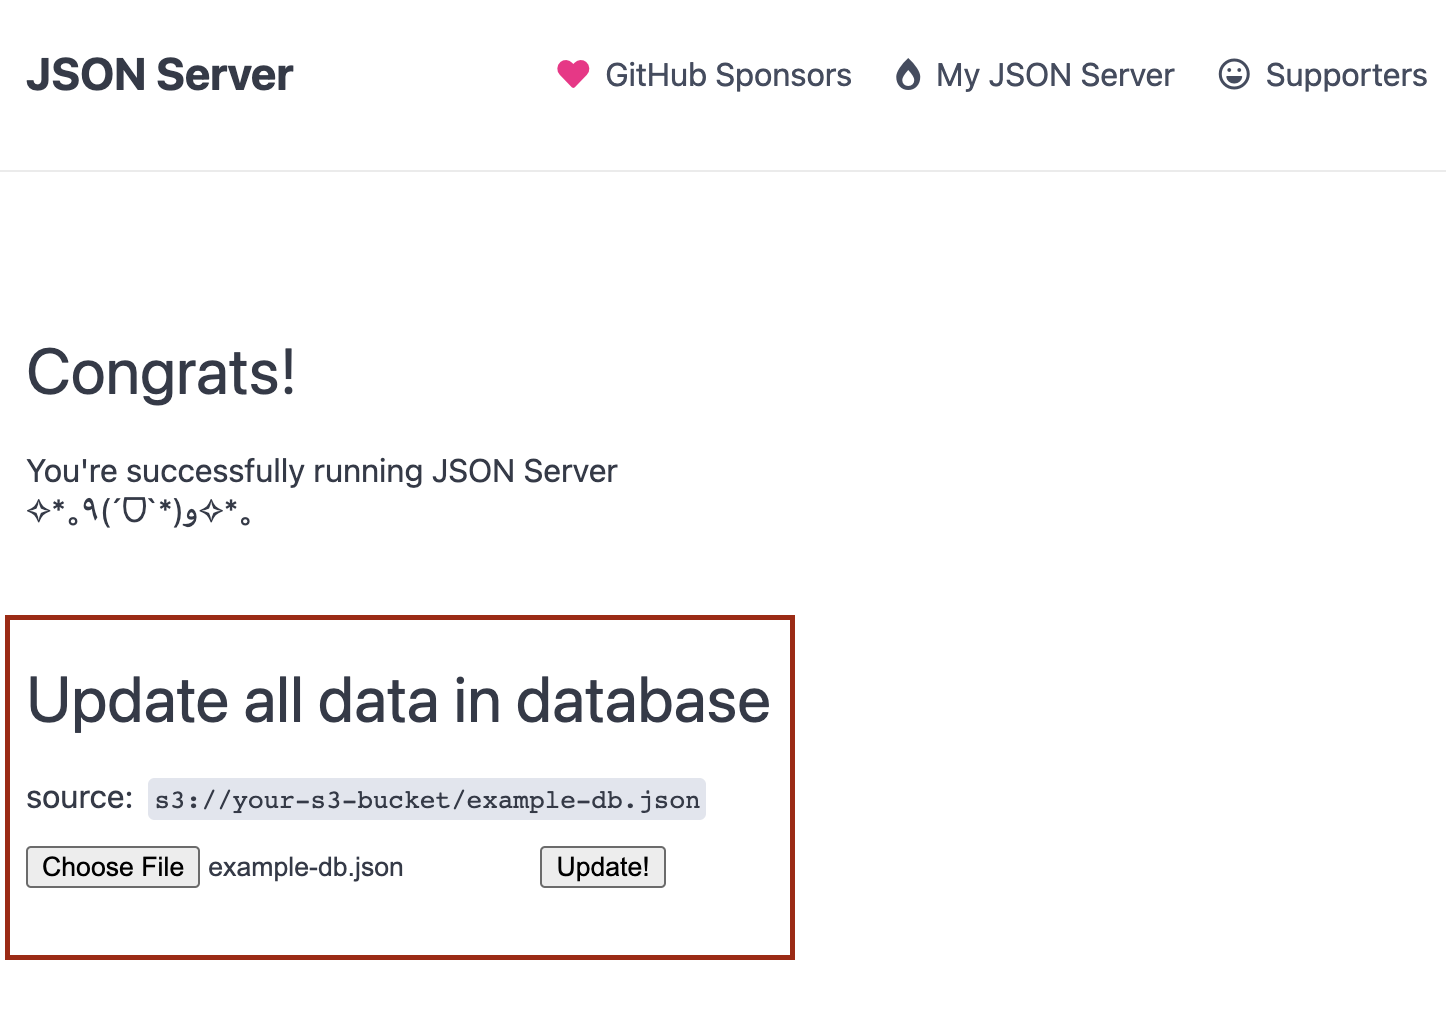 JSON Server
GitHub Sponsors
My JSON Server
Supporters
Congrats!
You're successfully running JSON Server
✧*｡٩(ˊᗜˋ*)و✧*｡
Update all data in database
source: s3://your-s3-bucket/example-db.json
Choose File example-db.json Update!